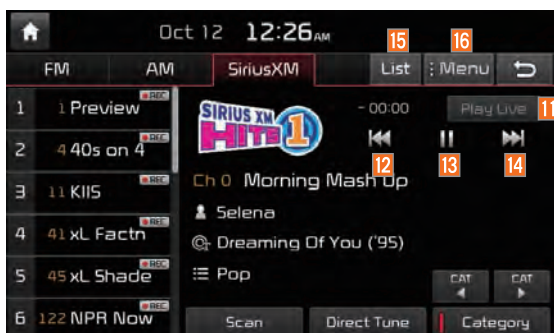 Oct 12 12:26 AM
15 16
FM AM SiriusXM List Menu
1 1 Preview REC
2 4 40s on 4 REC
3 11 KIIS REC
4 41 xL Factn REC
5 45 xL Shade REC
6 122 NPR Now REC
SIRIUS XM HITS 1
- 00:00 Play Live 11
12 13 14
Ch 0 Morning Mash Up
Selena
Dreaming Of You ('95)
Pop
CAT CAT
Scan Direct Tune Category